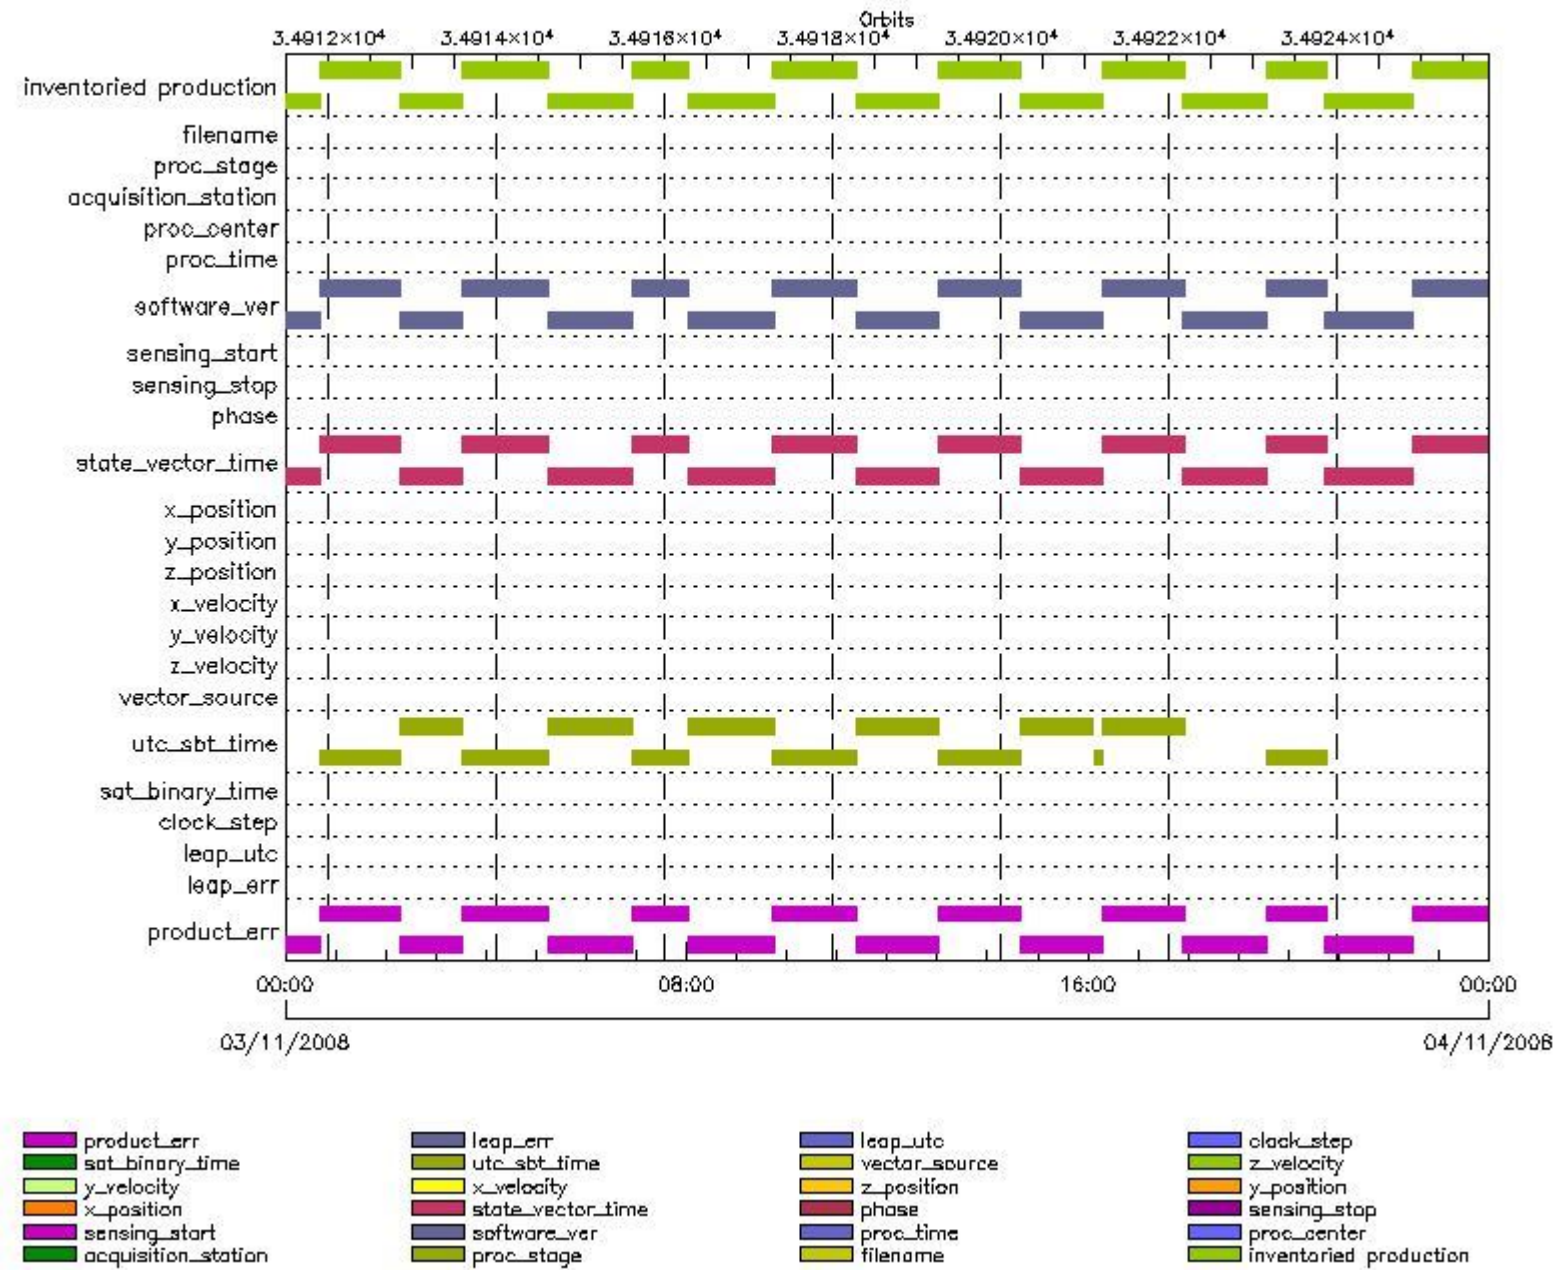 Orbits
3.4912×10⁴ 3.4914×10⁴ 3.4916×10⁴ 3.4918×10⁴ 3.4920×10⁴ 3.4922×10⁴ 3.4924×10⁴
inventoried production
filename
proc_stage
acquisition_station
proc_center
proc_time
software_ver
sensing_start
sensing_stop
phase
state_vector_time
x_position
y_position
z_position
x_velocity
y_velocity
z_velocity
vector_source
utc_sbt_time
sat_binary_time
clock_step
leap_utc
leap_err
product_err
00:00 08:00 16:00 00:00
03/11/2008 04/11/2008
product_err leap_err leap_utc clock_step
sat_binary_time utc_sbt_time vector_source z_velocity
y_velocity x_velocity z_position y_position
x_position state_vector_time phase sensing_stop
sensing_start software_ver proc_time proc_center
acquisition_station proc_stage filename inventoried production